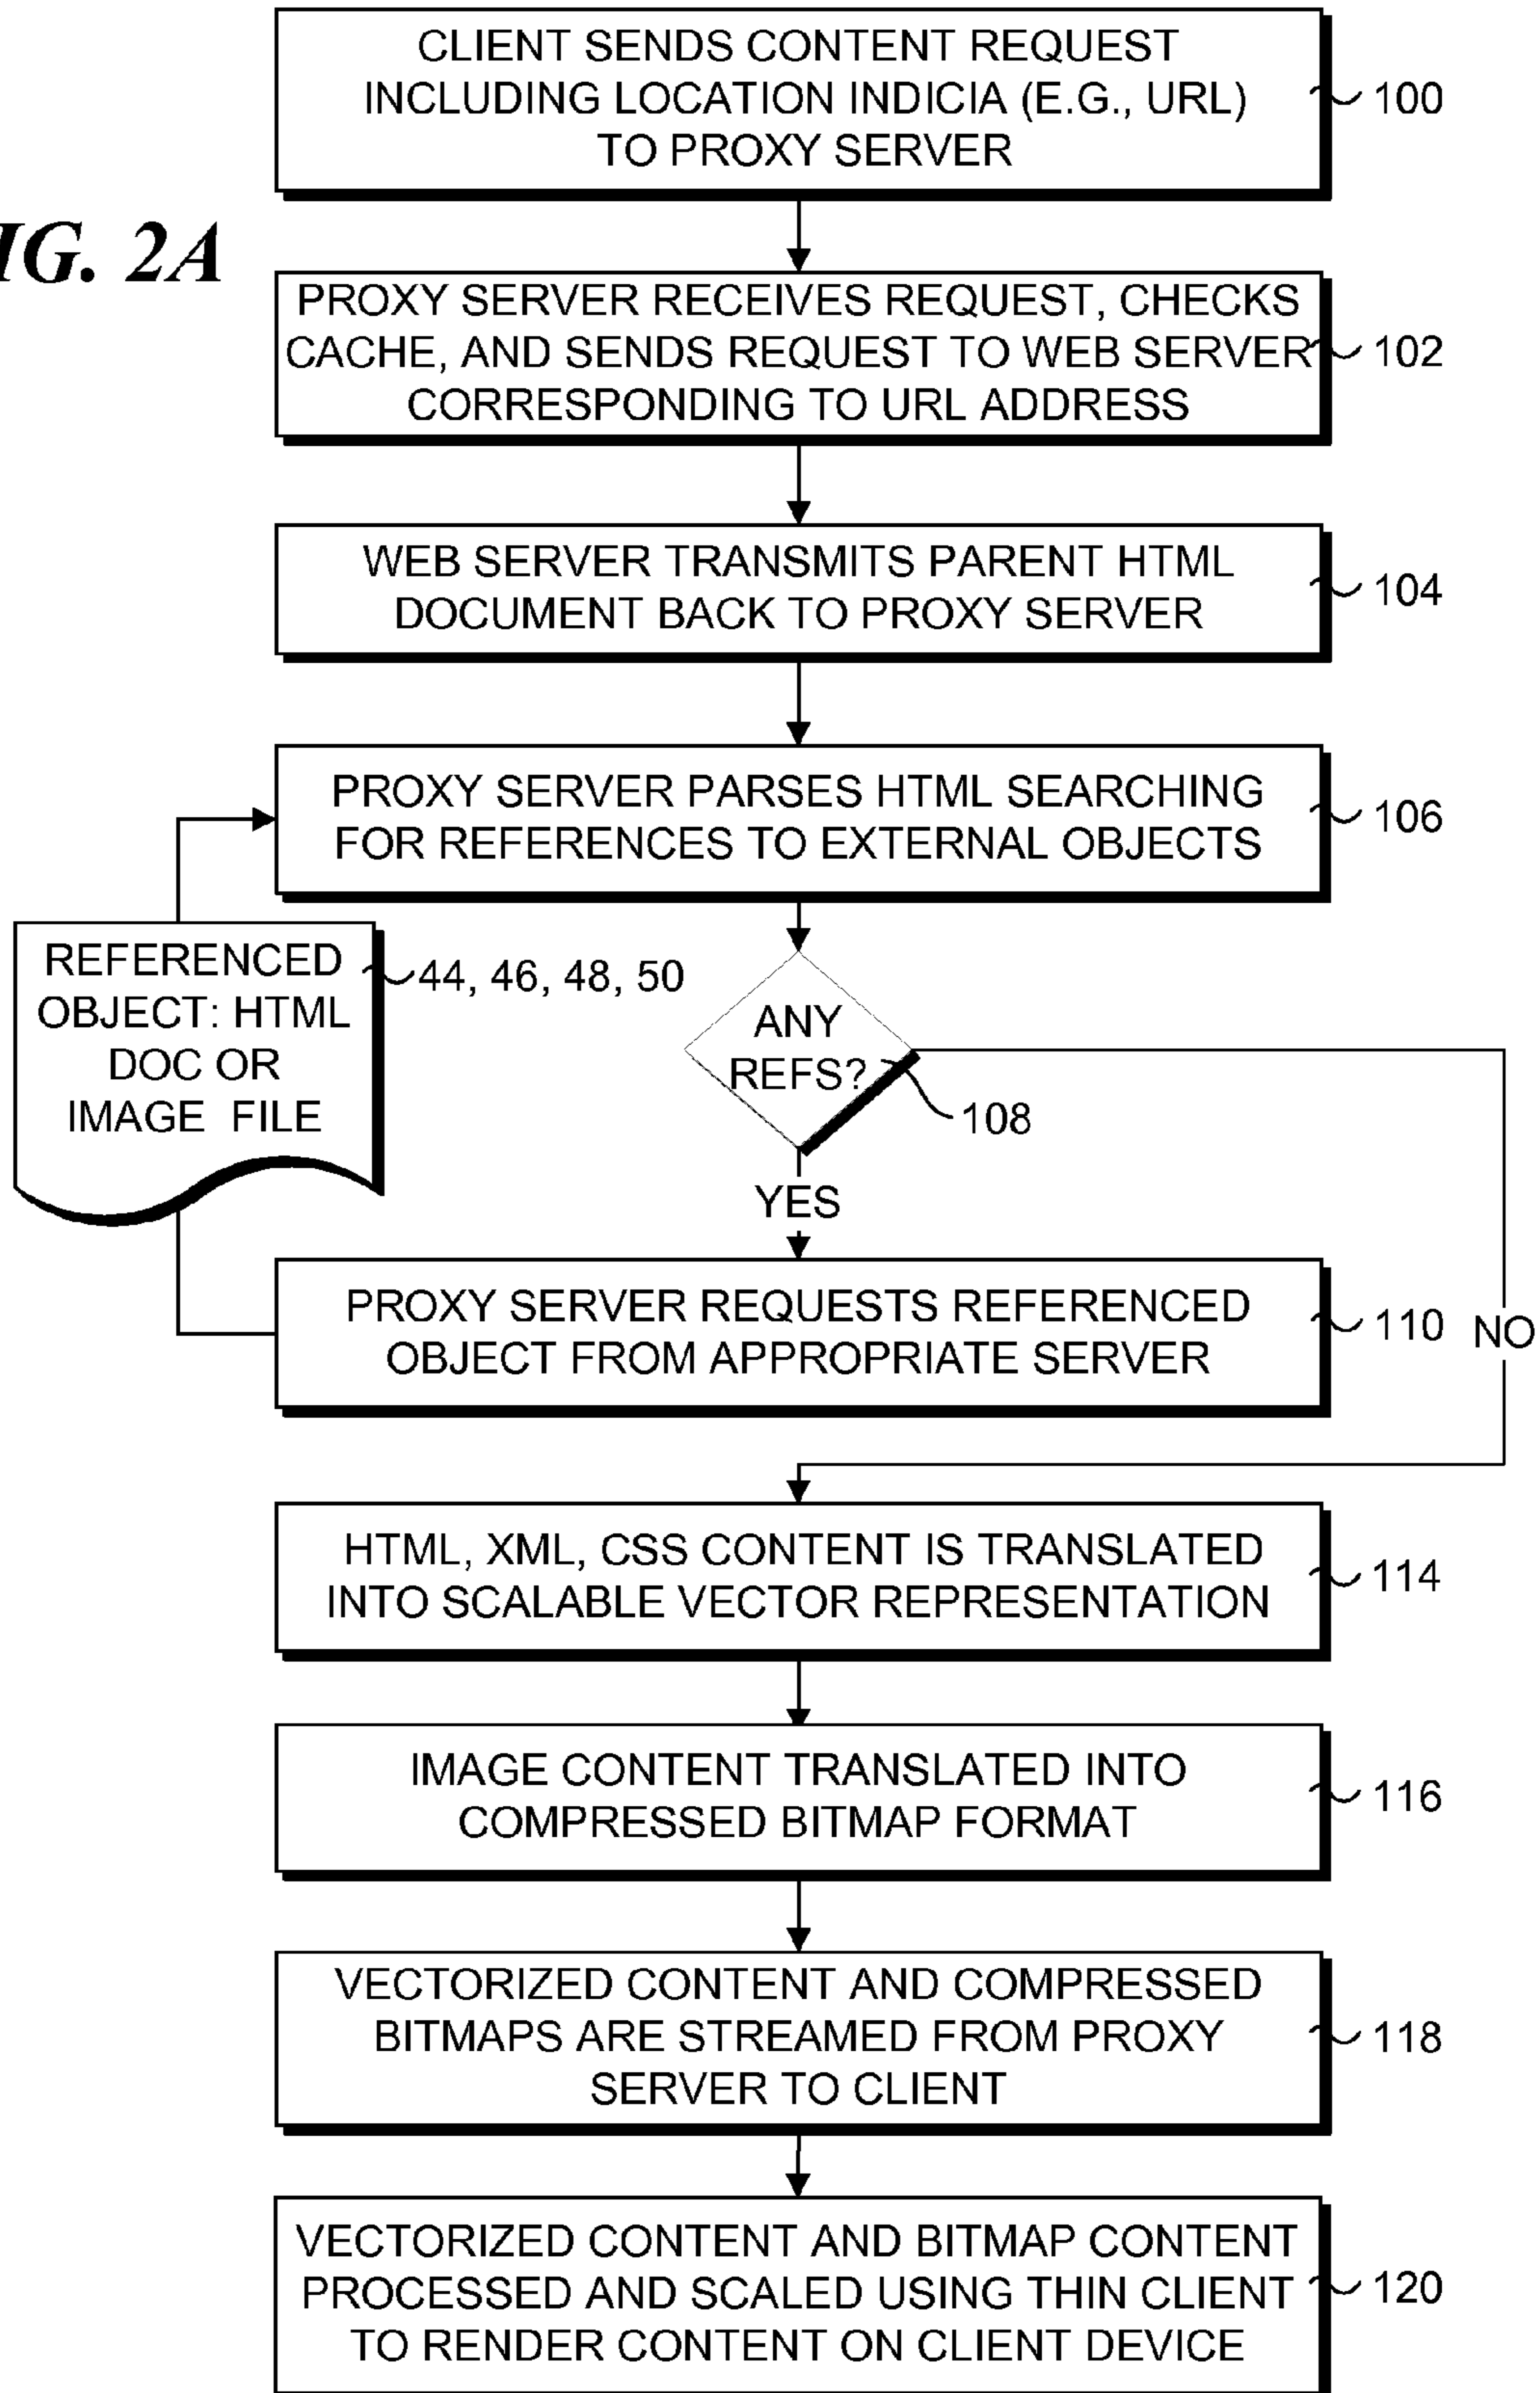 CLIENT SENDS CONTENT REQUEST
INCLUDING LOCATION INDICIA (E.G., URL)
TO PROXY SERVER
100
IG. 2A
PROXY SERVER RECEIVES REQUEST, CHECKS
CACHE, AND SENDS REQUEST TO WEB SERVER
CORRESPONDING TO URL ADDRESS
102
WEB SERVER TRANSMITS PARENT HTML
DOCUMENT BACK TO PROXY SERVER
104
PROXY SERVER PARSES HTML SEARCHING
FOR REFERENCES TO EXTERNAL OBJECTS
106
REFERENCED
OBJECT: HTML
DOC OR
IMAGE FILE
44, 46, 48, 50
ANY
REFS?
108
YES
PROXY SERVER REQUESTS REFERENCED
OBJECT FROM APPROPRIATE SERVER
110
NO
HTML, XML, CSS CONTENT IS TRANSLATED
INTO SCALABLE VECTOR REPRESENTATION
114
IMAGE CONTENT TRANSLATED INTO
COMPRESSED BITMAP FORMAT
116
VECTORIZED CONTENT AND COMPRESSED
BITMAPS ARE STREAMED FROM PROXY
SERVER TO CLIENT
118
VECTORIZED CONTENT AND BITMAP CONTENT
PROCESSED AND SCALED USING THIN CLIENT
TO RENDER CONTENT ON CLIENT DEVICE
120